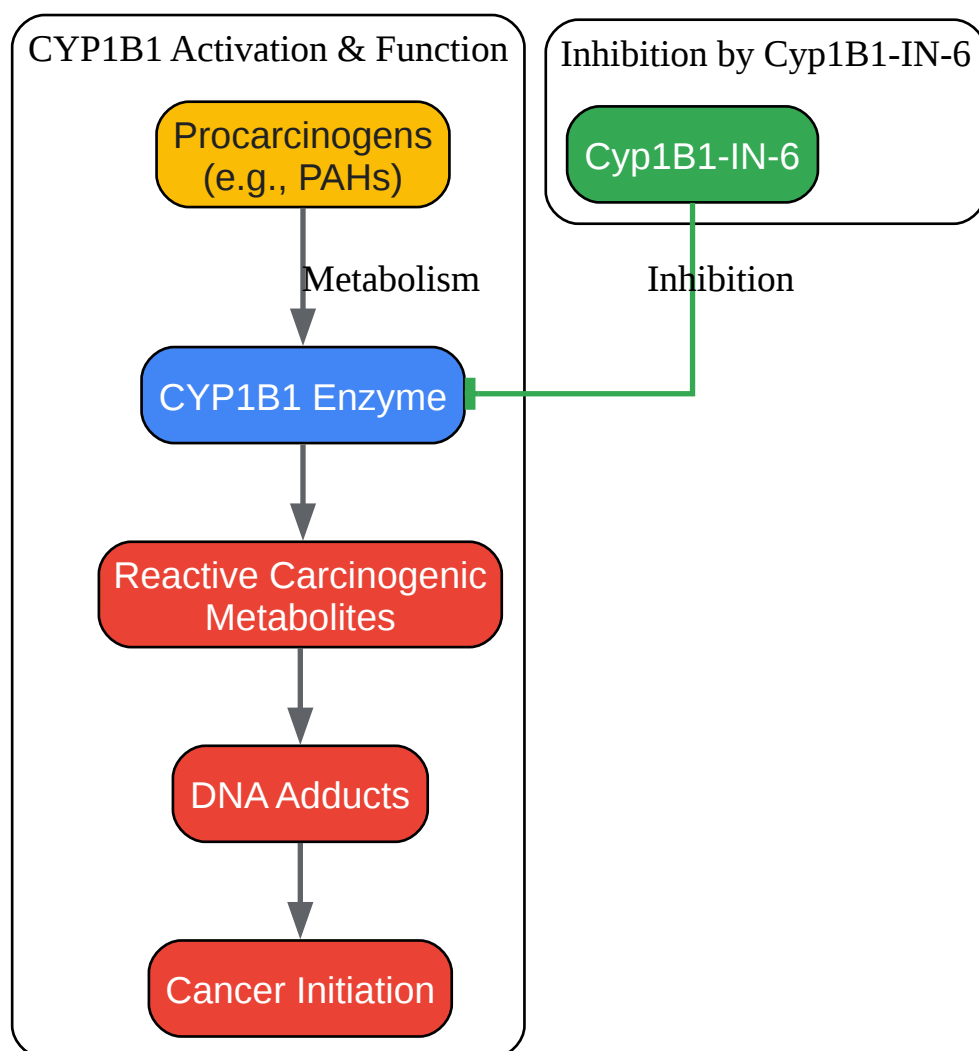 CYP1B1 Activation & Function
Procarcinogens
(e.g., PAHs)
Metabolism
CYP1B1 Enzyme
Reactive Carcinogenic
Metabolites
DNA Adducts
Cancer Initiation
Inhibition by Cyp1B1-IN-6
Cyp1B1-IN-6
Inhibition